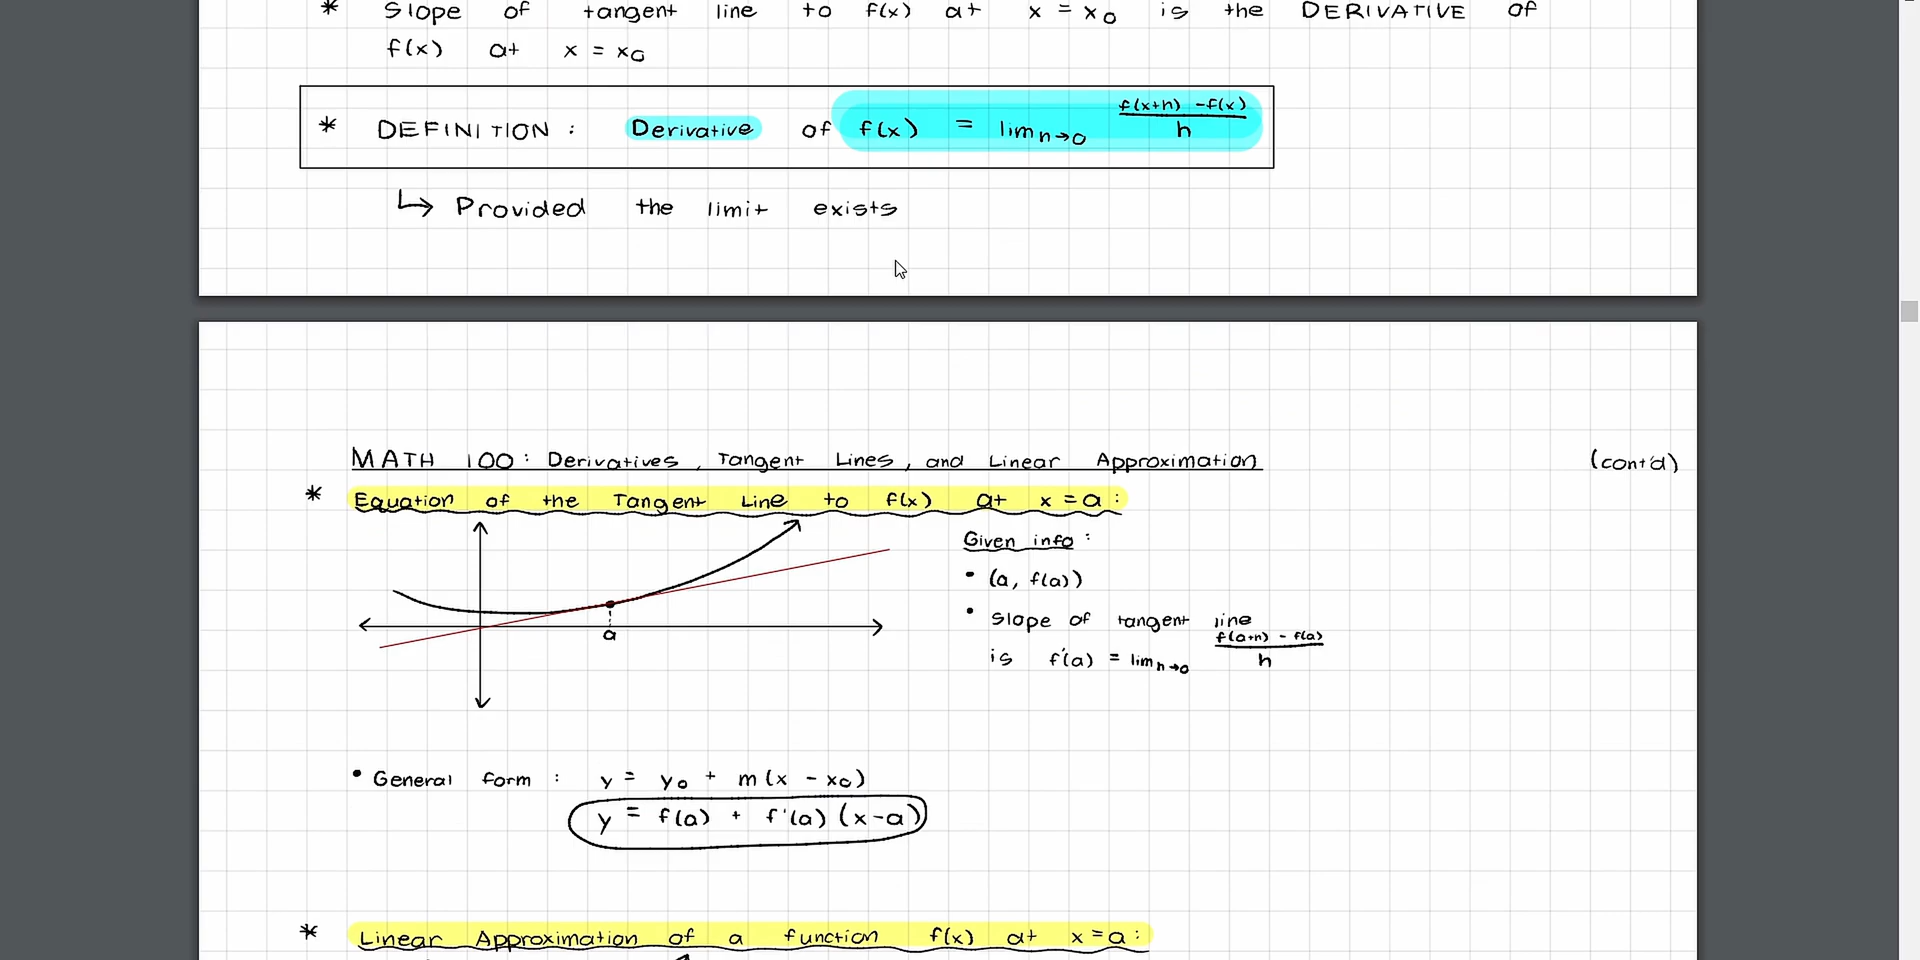 * Slope of tangent line to f(x) at x = x₀ is the DERIVATIVE of
f(x) at x = x₀
* DEFINITION : Derivative of f(x) = lim h→0 f(x+h) - f(x) / h
↳ Provided the limit exists
MATH 100 : Derivatives, Tangent Lines, and Linear Approximation (cont'd)
* Equation of the Tangent Line to f(x) at x = a :
Given info :
• (a, f(a))
• slope of tangent line
is f'(a) = lim h→0 f(a+h) - f(a) / h
a
• General form : y = y₀ + m(x - x₀)
y = f(a) + f'(a) (x-a)
* Linear Approximation of a function f(x) at x = a :